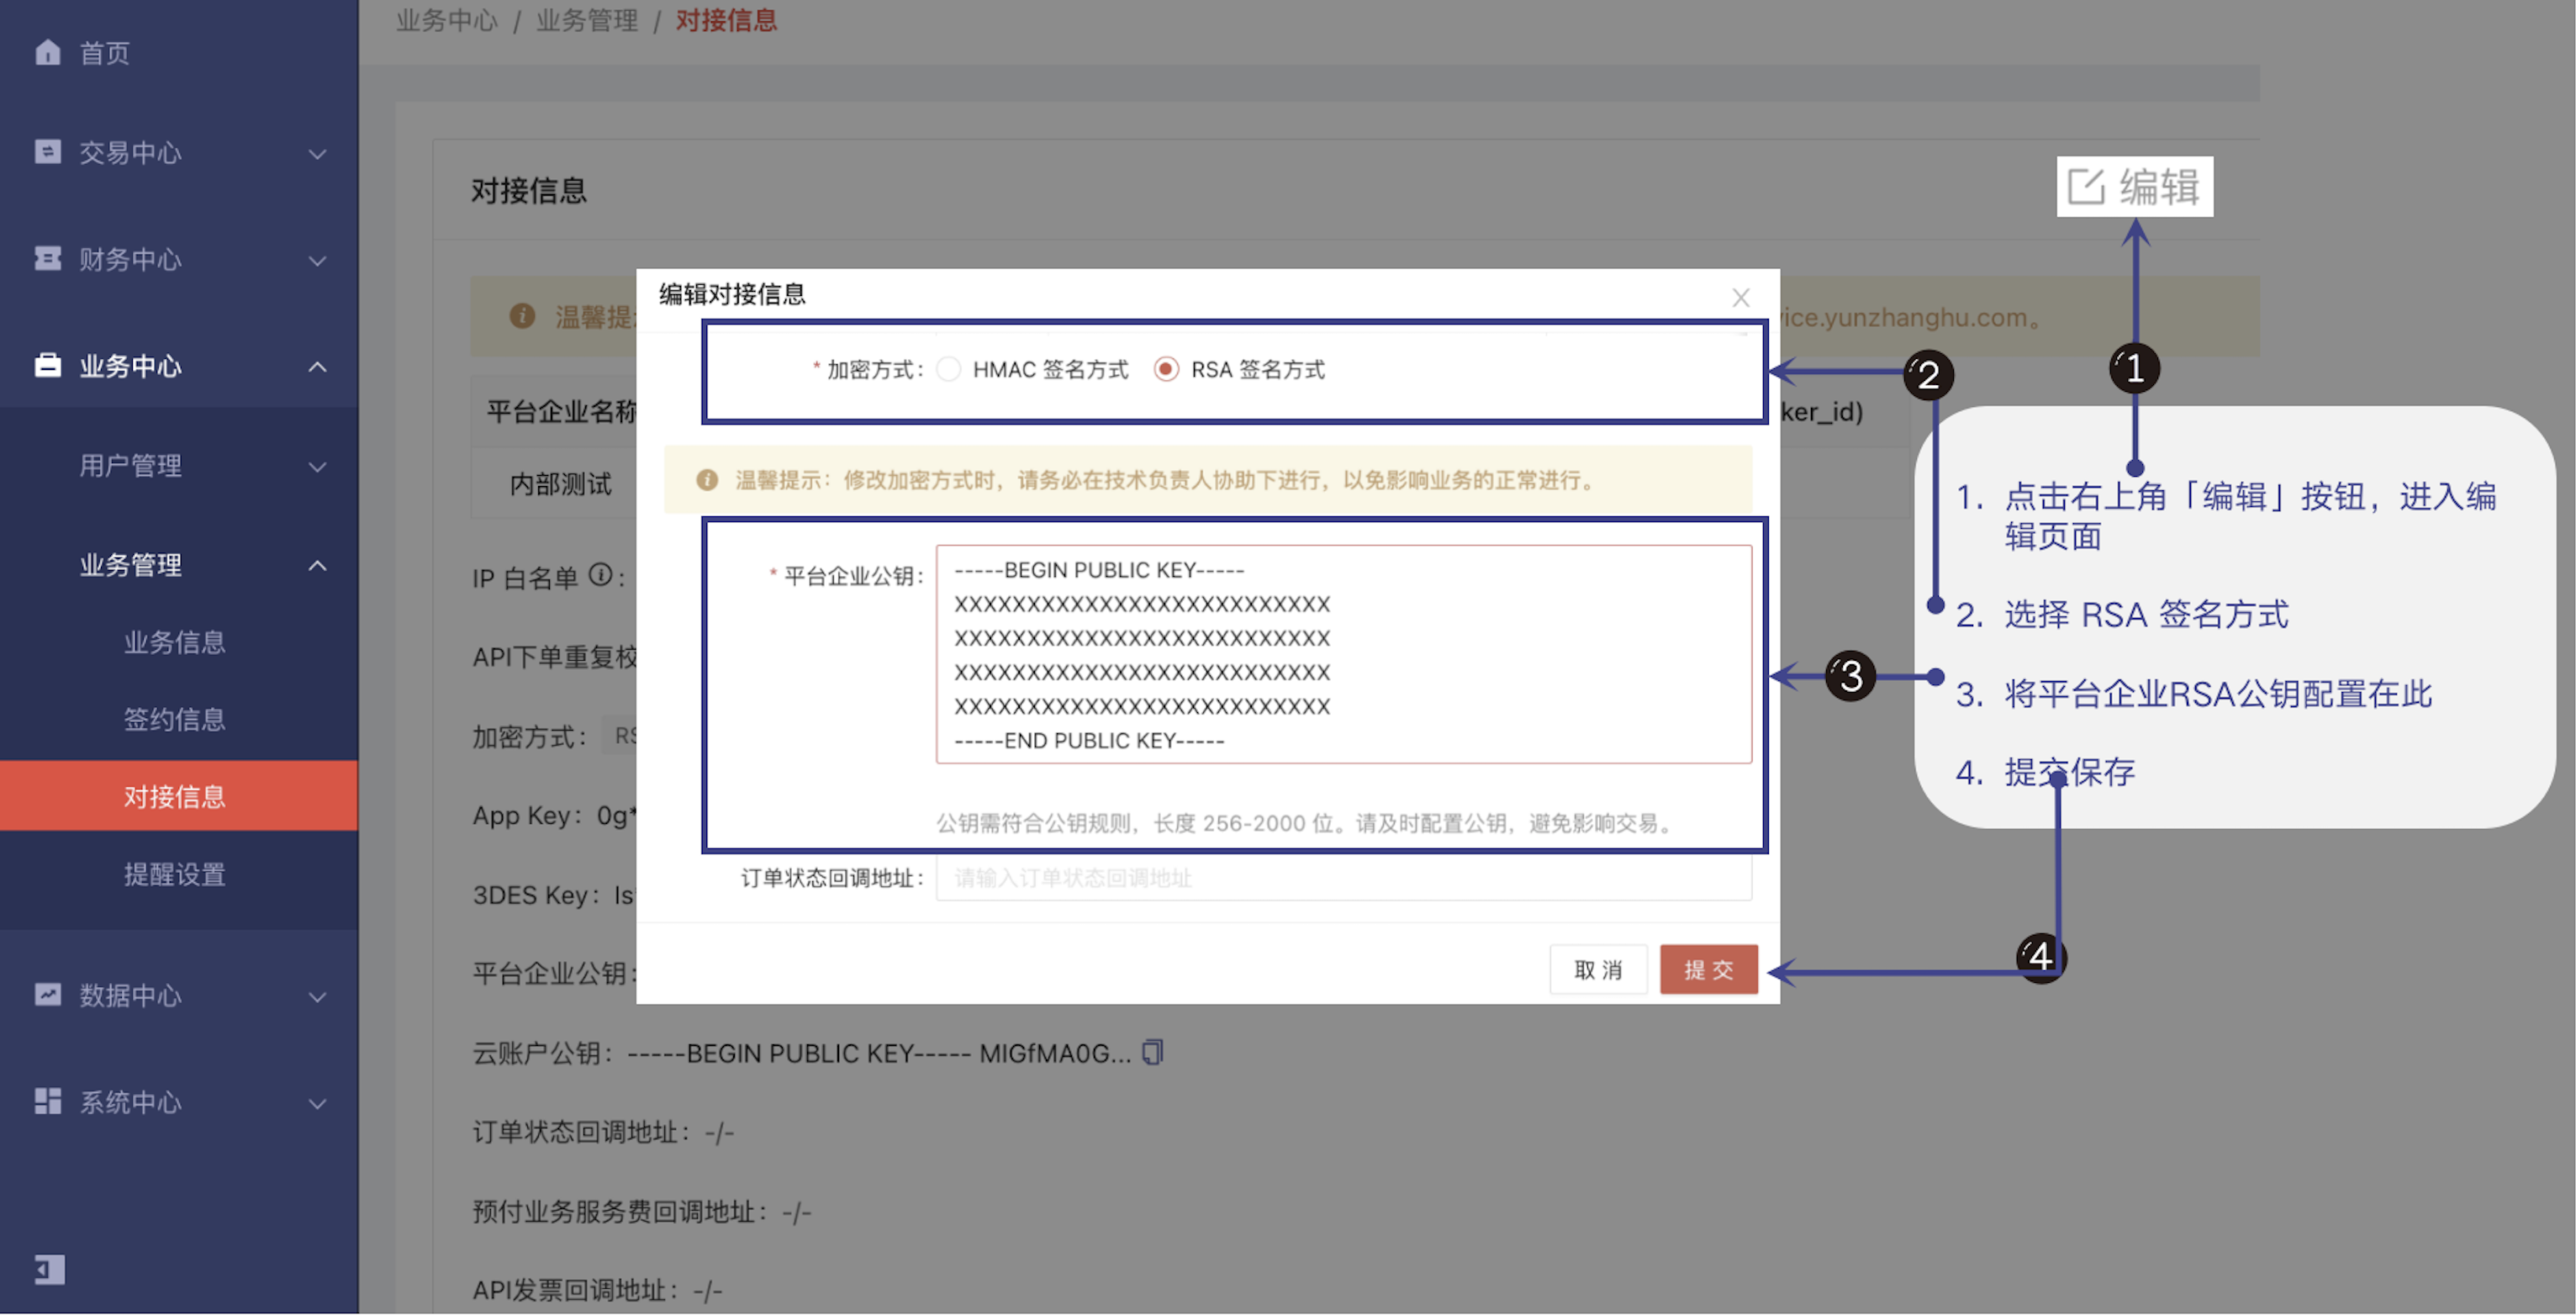 首页
交易中心
财务中心
业务中心
用户管理
业务管理
业务信息
签约信息
对接信息
提醒设置
数据中心
系统中心
业务中心 / 业务管理 / 对接信息
对接信息
编辑
温馨提
vice.yunzhanghu.com。
平台企业名称
ker_id)
内部测试
IP 白名单 :
API下单重复校
加密方式： RS
App Key：0g*
3DES Key：Is
平台企业公钥：
云账户公钥：-----BEGIN PUBLIC KEY----- MIGfMA0G...
订单状态回调地址：-/-
预付业务服务费回调地址：-/-
API发票回调地址：-/-
编辑对接信息
* 加密方式： HMAC 签名方式 RSA 签名方式
温馨提示：修改加密方式时，请务必在技术负责人协助下进行，以免影响业务的正常进行。
* 平台企业公钥：
-----BEGIN PUBLIC KEY-----
XXXXXXXXXXXXXXXXXXXXXXXXXX
XXXXXXXXXXXXXXXXXXXXXXXXXX
XXXXXXXXXXXXXXXXXXXXXXXXXX
XXXXXXXXXXXXXXXXXXXXXXXXXX
-----END PUBLIC KEY-----
公钥需符合公钥规则，长度 256-2000 位。请及时配置公钥，避免影响交易。
订单状态回调地址： 请输入订单状态回调地址
取 消 提 交
1
2
3
4
1. 点击右上角「编辑」按钮，进入编
辑页面
2. 选择 RSA 签名方式
3. 将平台企业RSA公钥配置在此
4. 提交保存